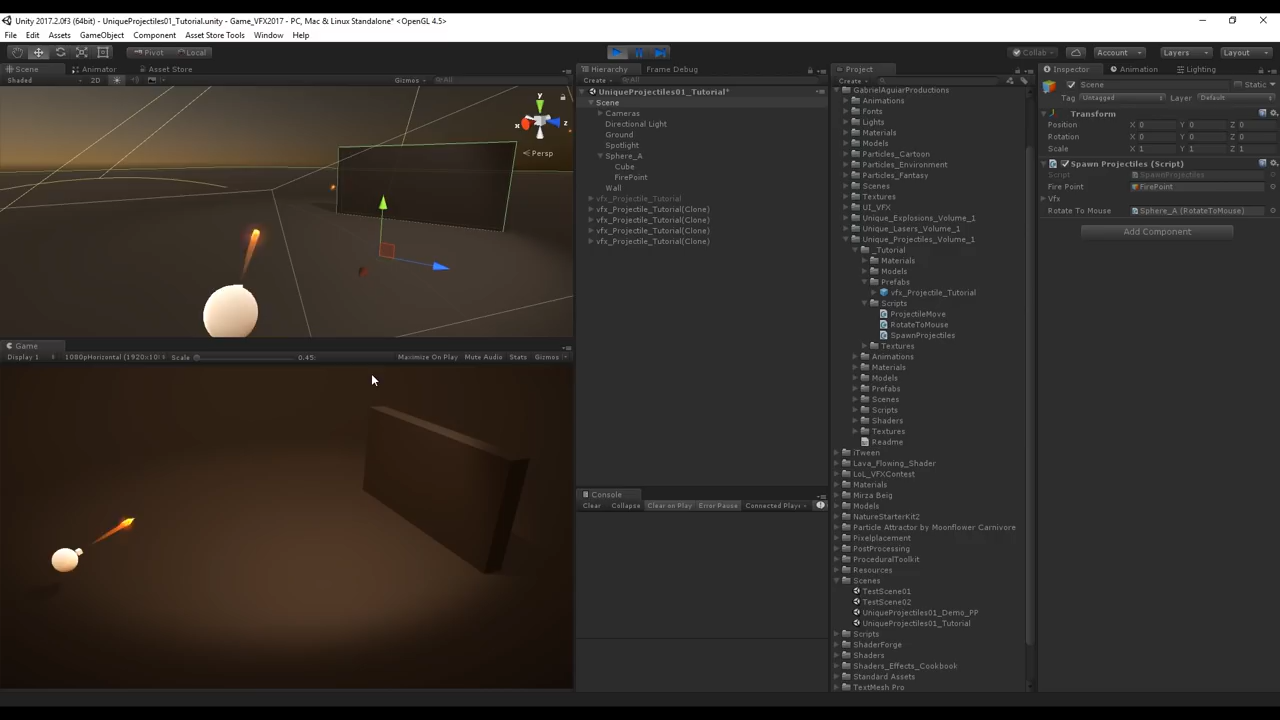 Unity 2017.2.0f3 (64bit) - UniqueProjectiles01_Tutorial.unity - Game_VFX2017 - PC, Mac & Linux Standalone* <OpenGL 4.5>
File Edit Assets GameObject Component Asset Store Tools Window Help
Pivot Local Collab Account Layers Layout
Scene Animator Asset Store
Shaded 2D Gizmos All
y
x
z
Persp
Game
Display 1 1080pHorizontal (1920x10 Scale 0.45: Maximize On Play Mute Audio Stats Gizmos
Hierarchy Frame Debug
Create All
UniqueProjectiles01_Tutorial*
Scene
Cameras
Directional Light
Ground
Spotlight
Sphere_A
Cube
FirePoint
Wall
vfx_Projectile_Tutorial
vfx_Projectile_Tutorial(Clone)
vfx_Projectile_Tutorial(Clone)
vfx_Projectile_Tutorial(Clone)
vfx_Projectile_Tutorial(Clone)
Console
Clear Collapse Clear on Play Error Pause Connected Play
Project
Create
GabrielAguiarProductions
Animations
Fonts
Lights
Materials
Models
Particles_Cartoon
Particles_Environment
Particles_Fantasy
Scenes
Textures
UI_VFX
Unique_Explosions_Volume_1
Unique_Lasers_Volume_1
Unique_Projectiles_Volume_1
_Tutorial
Materials
Models
Prefabs
vfx_Projectile_Tutorial
Scripts
ProjectileMove
RotateToMouse
SpawnProjectiles
Textures
Animations
Materials
Models
Prefabs
Scenes
Scripts
Shaders
Textures
Readme
iTween
Lava_Flowing_Shader
LoL_VFXContest
Materials
Mirza Beig
Models
NatureStarterKit2
Particle Attractor by Moonflower Carnivore
Pixelplacement
PostProcessing
ProceduralToolkit
Resources
Scenes
TestScene01
TestScene02
UniqueProjectiles01_Demo_PP
UniqueProjectiles01_Tutorial
Scripts
ShaderForge
Shaders
Shaders_Effects_Cookbook
Standard Assets
TextMesh Pro
Inspector Animation Lighting
Scene Static
Tag Untagged Layer Default
Transform
Position X 0 Y 0 Z 0
Rotation X 0 Y 0 Z 0
Scale X 1 Y 1 Z 1
Spawn Projectiles (Script)
Script SpawnProjectiles
Fire Point FirePoint
Vfx
Rotate To Mouse Sphere_A (RotateToMouse)
Add Component